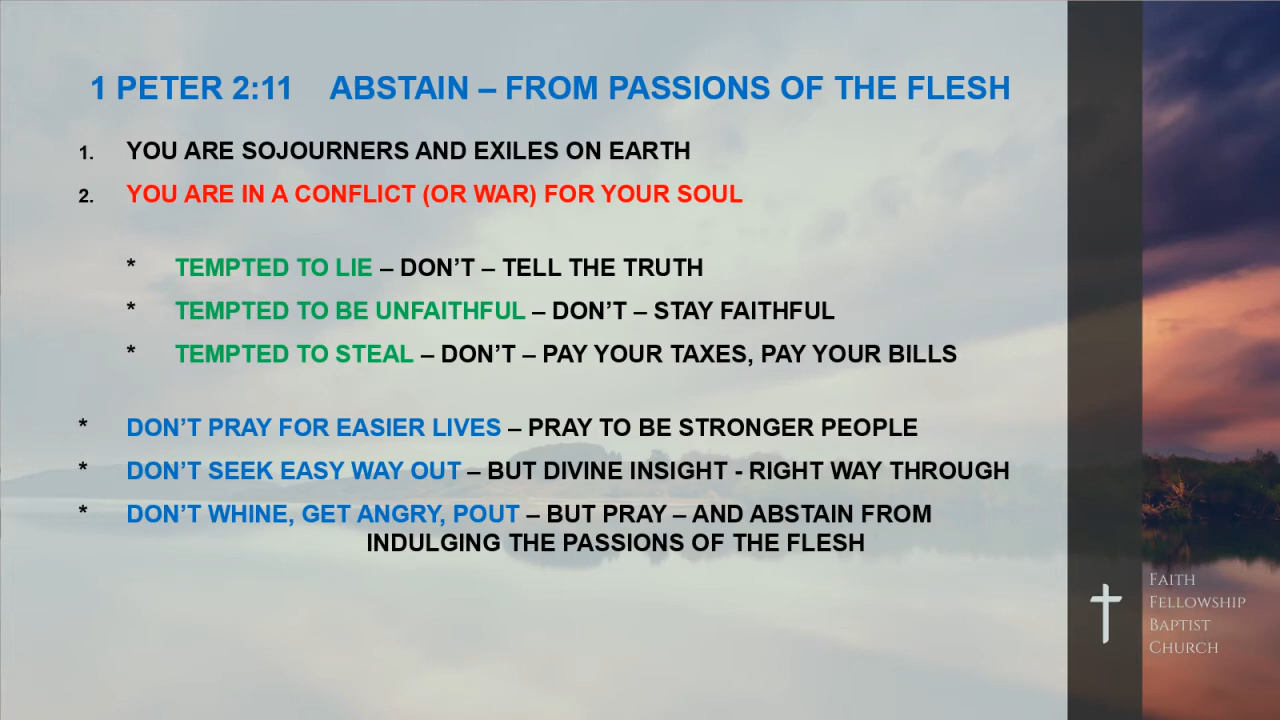 1 PETER 2:11 ABSTAIN – FROM PASSIONS OF THE FLESH
1. YOU ARE SOJOURNERS AND EXILES ON EARTH
2. YOU ARE IN A CONFLICT (OR WAR) FOR YOUR SOUL
* TEMPTED TO LIE – DON’T – TELL THE TRUTH
* TEMPTED TO BE UNFAITHFUL – DON’T – STAY FAITHFUL
* TEMPTED TO STEAL – DON’T – PAY YOUR TAXES, PAY YOUR BILLS
* DON’T PRAY FOR EASIER LIVES – PRAY TO BE STRONGER PEOPLE
* DON’T SEEK EASY WAY OUT – BUT DIVINE INSIGHT - RIGHT WAY THROUGH
* DON’T WHINE, GET ANGRY, POUT – BUT PRAY – AND ABSTAIN FROM
INDULGING THE PASSIONS OF THE FLESH
FAITH
FELLOWSHIP
BAPTIST
CHURCH